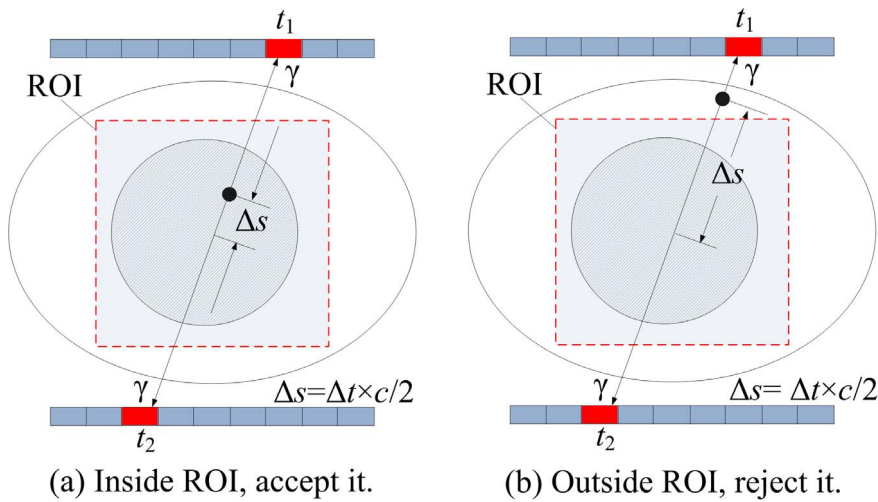 t₁
γ
ROI
Δs
γ
Δs=Δt×c/2
t₂
(a) Inside ROI, accept it.
t₁
γ
ROI
Δs
γ
Δs= Δt×c/2
t₂
(b) Outside ROI, reject it.